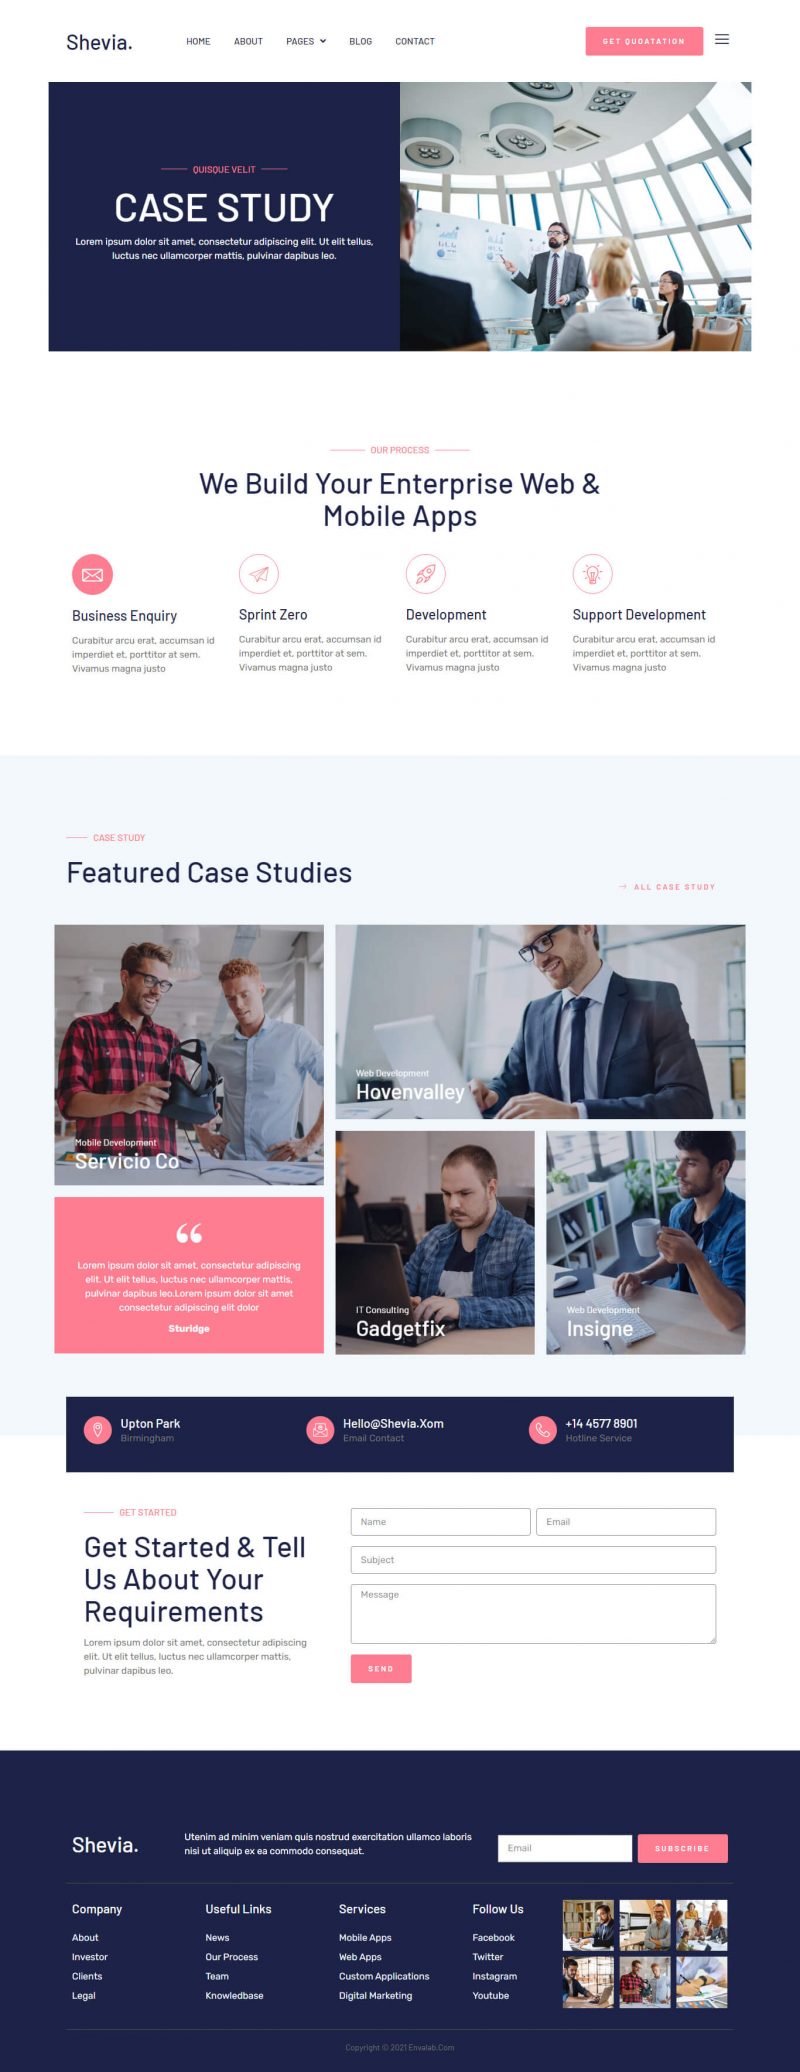 Shevia.
HOME ABOUT PAGES BLOG CONTACT
GET QUOATATION
QUISQUE VELIT
CASE STUDY
Lorem ipsum dolor sit amet, consectetur adipiscing elit. Ut elit tellus,
luctus nec ullamcorper mattis, pulvinar dapibus leo.
OUR PROCESS
We Build Your Enterprise Web &
Mobile Apps
Business Enquiry
Curabitur arcu erat, accumsan id
imperdiet et, porttitor at sem.
Vivamus magna justo
Sprint Zero
Curabitur arcu erat, accumsan id
imperdiet et, porttitor at sem.
Vivamus magna justo
Development
Curabitur arcu erat, accumsan id
imperdiet et, porttitor at sem.
Vivamus magna justo
Support Development
Curabitur arcu erat, accumsan id
imperdiet et, porttitor at sem.
Vivamus magna justo
CASE STUDY
Featured Case Studies
ALL CASE STUDY
Mobile Development
Servicio Co
Web Development
Hovenvalley
Lorem ipsum dolor sit amet, consectetur adipiscing
elit. Ut elit tellus, luctus nec ullamcorper mattis,
pulvinar dapibus leo.Lorem ipsum dolor sit amet
consectetur adipiscing elit dolor
Sturidge
IT Consulting
Gadgetfix
Web Development
Insigne
Upton Park
Birmingham
Hello@Shevia.Xom
Email Contact
+14 4577 8901
Hotline Service
GET STARTED
Get Started & Tell
Us About Your
Requirements
Lorem ipsum dolor sit amet, consectetur adipiscing
elit. Ut elit tellus, luctus nec ullamcorper mattis,
pulvinar dapibus leo.
Name
Email
Subject
Message
SEND
Shevia.
Utenim ad minim veniam quis nostrud exercitation ullamco laboris
nisi ut aliquip ex ea commodo consequat.
Email
SUBSCRIBE
Company
About
Investor
Clients
Legal
Useful Links
News
Our Process
Team
Knowledbase
Services
Mobile Apps
Web Apps
Custom Applications
Digital Marketing
Follow Us
Facebook
Twitter
Instagram
Youtube
Copyright © 2021 Envalab.Com